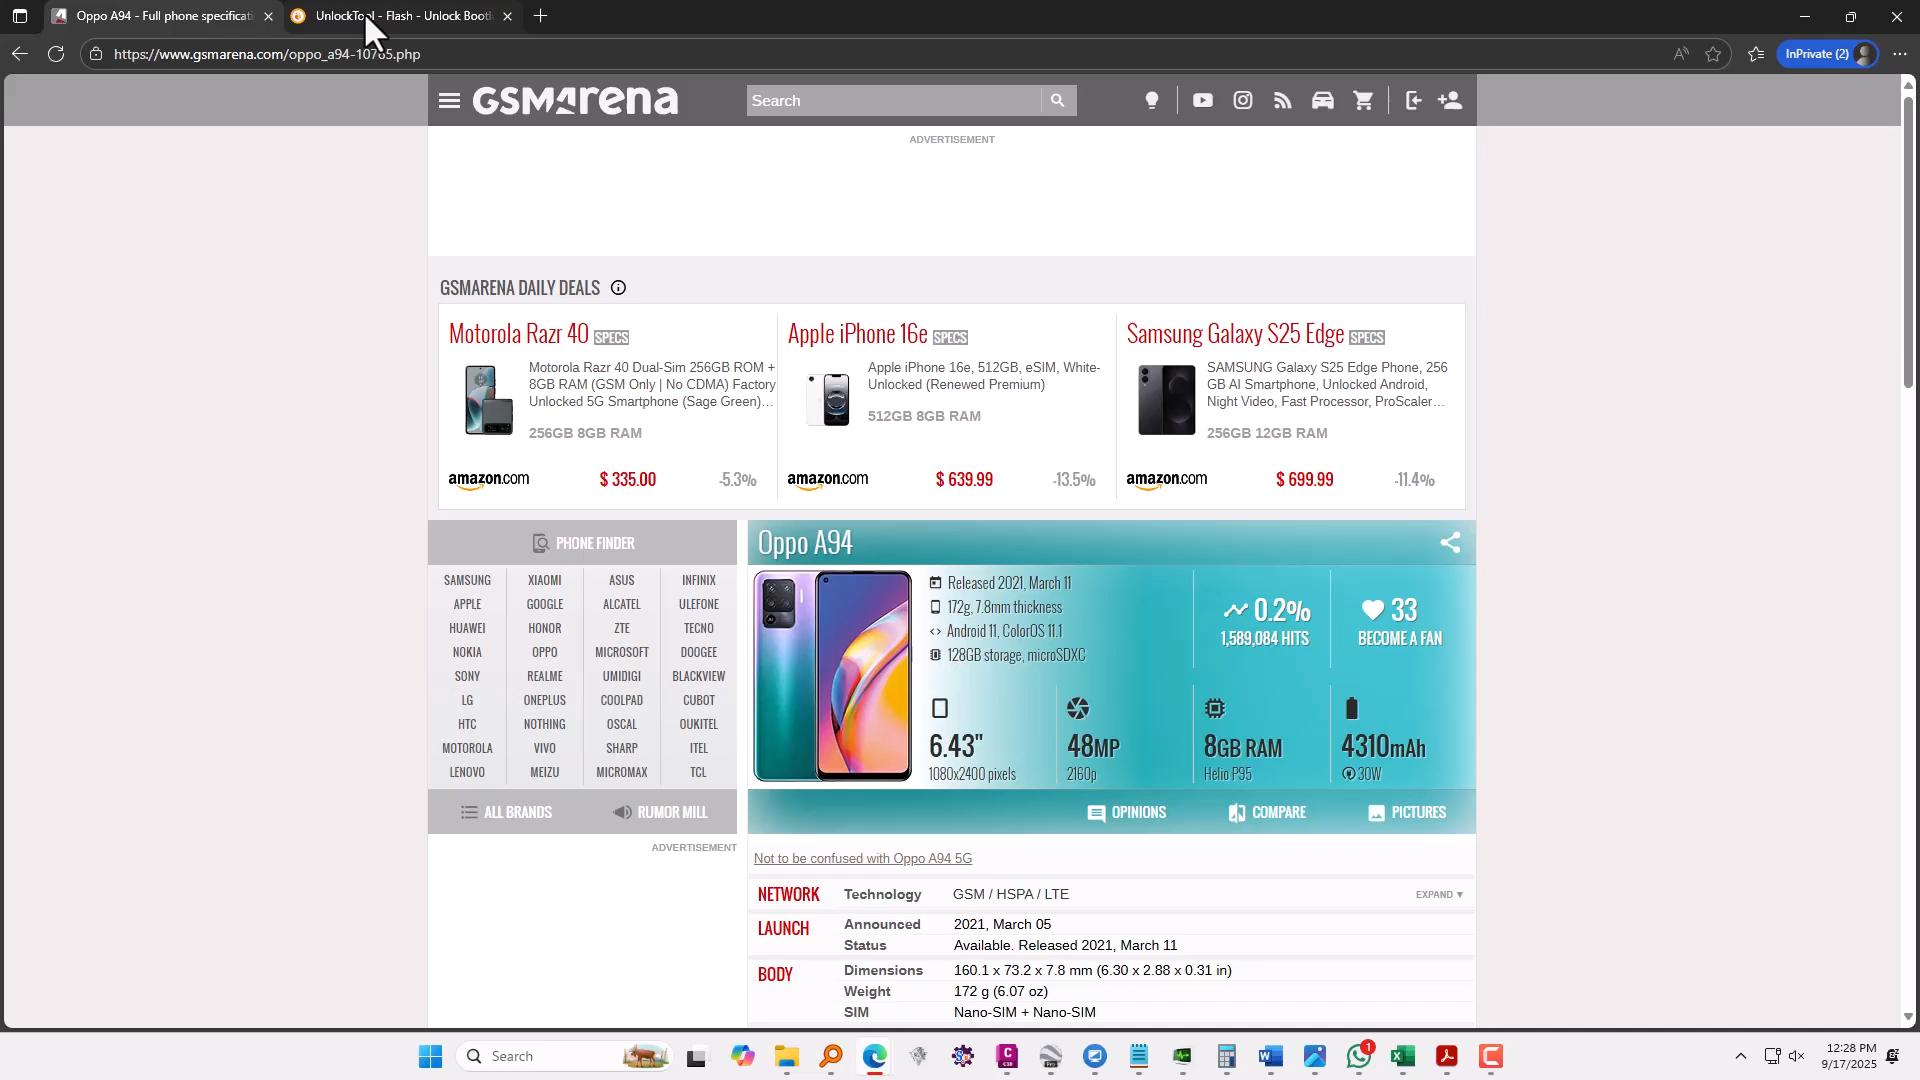 Oppo A94 - Full phone specificati
UnlockTool - Flash - Unlock Bootl
https://www.gsmarena.com/oppo_a94-10765.php
InPrivate (2)
GSMArena
Search
ADVERTISEMENT
GSMARENA DAILY DEALS
Motorola Razr 40 SPECS
Motorola Razr 40 Dual-Sim 256GB ROM +
8GB RAM (GSM Only | No CDMA) Factory
Unlocked 5G Smartphone (Sage Green)...
256GB 8GB RAM
amazon.com $ 335.00 -5.3%
Apple iPhone 16e SPECS
Apple iPhone 16e, 512GB, eSIM, White-
Unlocked (Renewed Premium)
512GB 8GB RAM
amazon.com $ 639.99 -13.5%
Samsung Galaxy S25 Edge SPECS
SAMSUNG Galaxy S25 Edge Phone, 256
GB AI Smartphone, Unlocked Android,
Night Video, Fast Processor, ProScaler...
256GB 12GB RAM
amazon.com $ 699.99 -11.4%
PHONE FINDER
SAMSUNG XIAOMI ASUS INFINIX
APPLE GOOGLE ALCATEL ULEFONE
HUAWEI HONOR ZTE TECNO
NOKIA OPPO MICROSOFT DOOGEE
SONY REALME UMIDIGI BLACKVIEW
LG ONEPLUS COOLPAD CUBOT
HTC NOTHING OSCAL OUKITEL
MOTOROLA VIVO SHARP ITEL
LENOVO MEIZU MICROMAX TCL
ALL BRANDS RUMOR MILL
ADVERTISEMENT
Oppo A94
Released 2021, March 11
172g, 7.8mm thickness
Android 11, ColorOS 11.1
128GB storage, microSDXC
0.2%
1,589,084 HITS
33
BECOME A FAN
6.43"
1080x2400 pixels
48MP
2160p
8GB RAM
Helio P95
4310mAh
30W
OPINIONS COMPARE PICTURES
Not to be confused with Oppo A94 5G
NETWORK Technology GSM / HSPA / LTE EXPAND ▼
LAUNCH Announced 2021, March 05
Status Available. Released 2021, March 11
BODY Dimensions 160.1 x 73.2 x 7.8 mm (6.30 x 2.88 x 0.31 in)
Weight 172 g (6.07 oz)
SIM Nano-SIM + Nano-SIM
Search
1
12:28 PM
9/17/2025